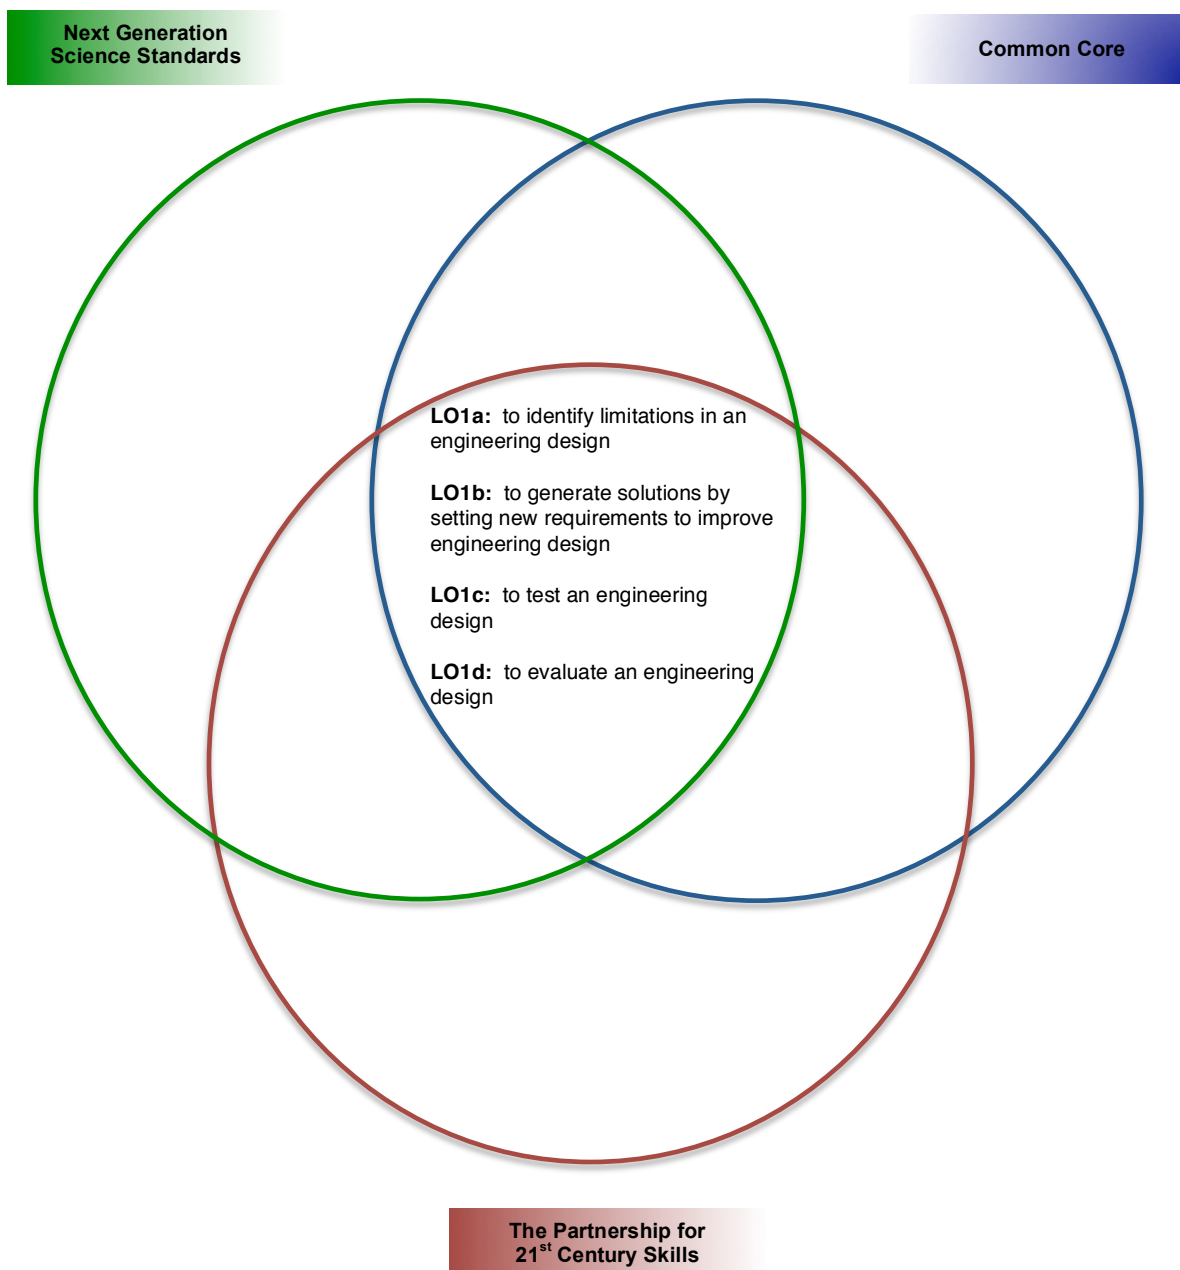 Next Generation
Science Standards
Common Core
LO1a: to identify limitations in an
engineering design
LO1b: to generate solutions by
setting new requirements to improve
engineering design
LO1c: to test an engineering
design
LO1d: to evaluate an engineering
design
The Partnership for
21st Century Skills